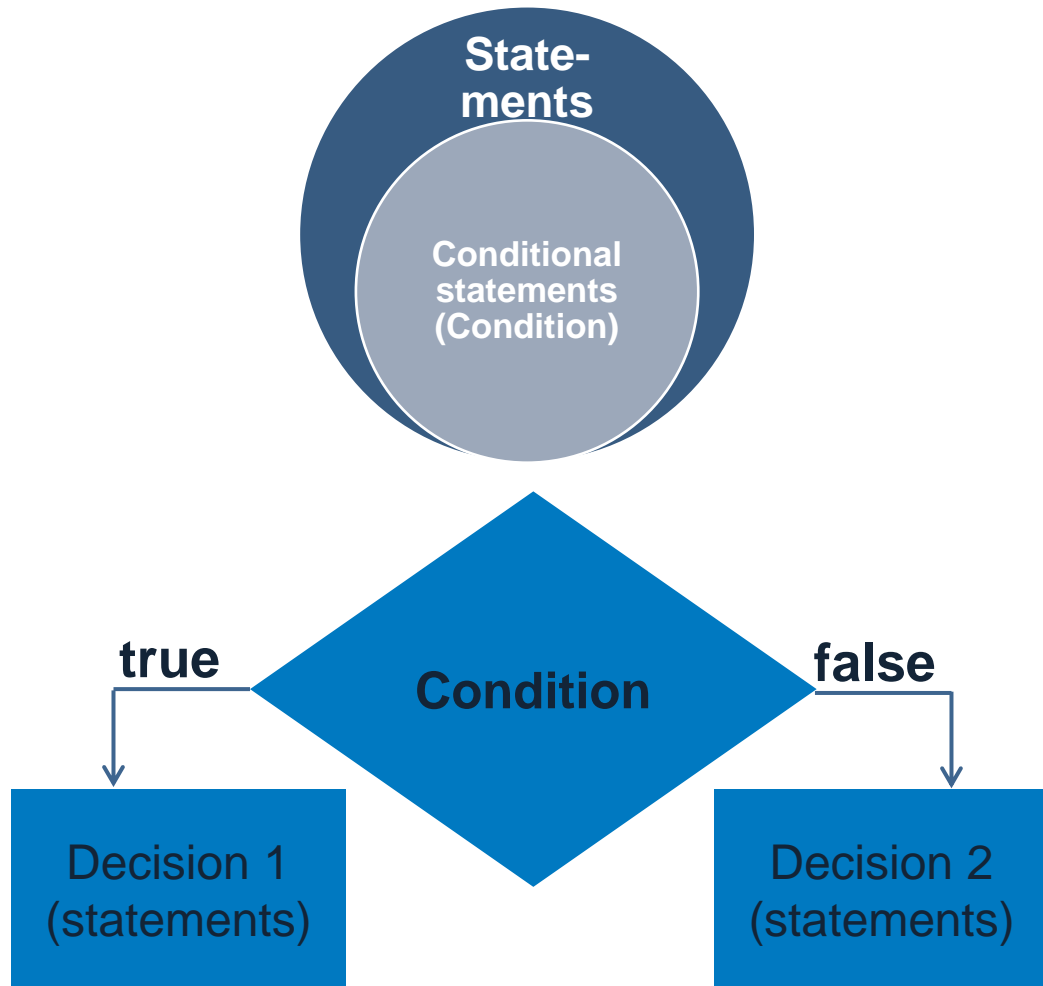 State-
ments
Conditional
statements
(Condition)
true
false
Condition
Decision 1
(statements)
Decision 2
(statements)